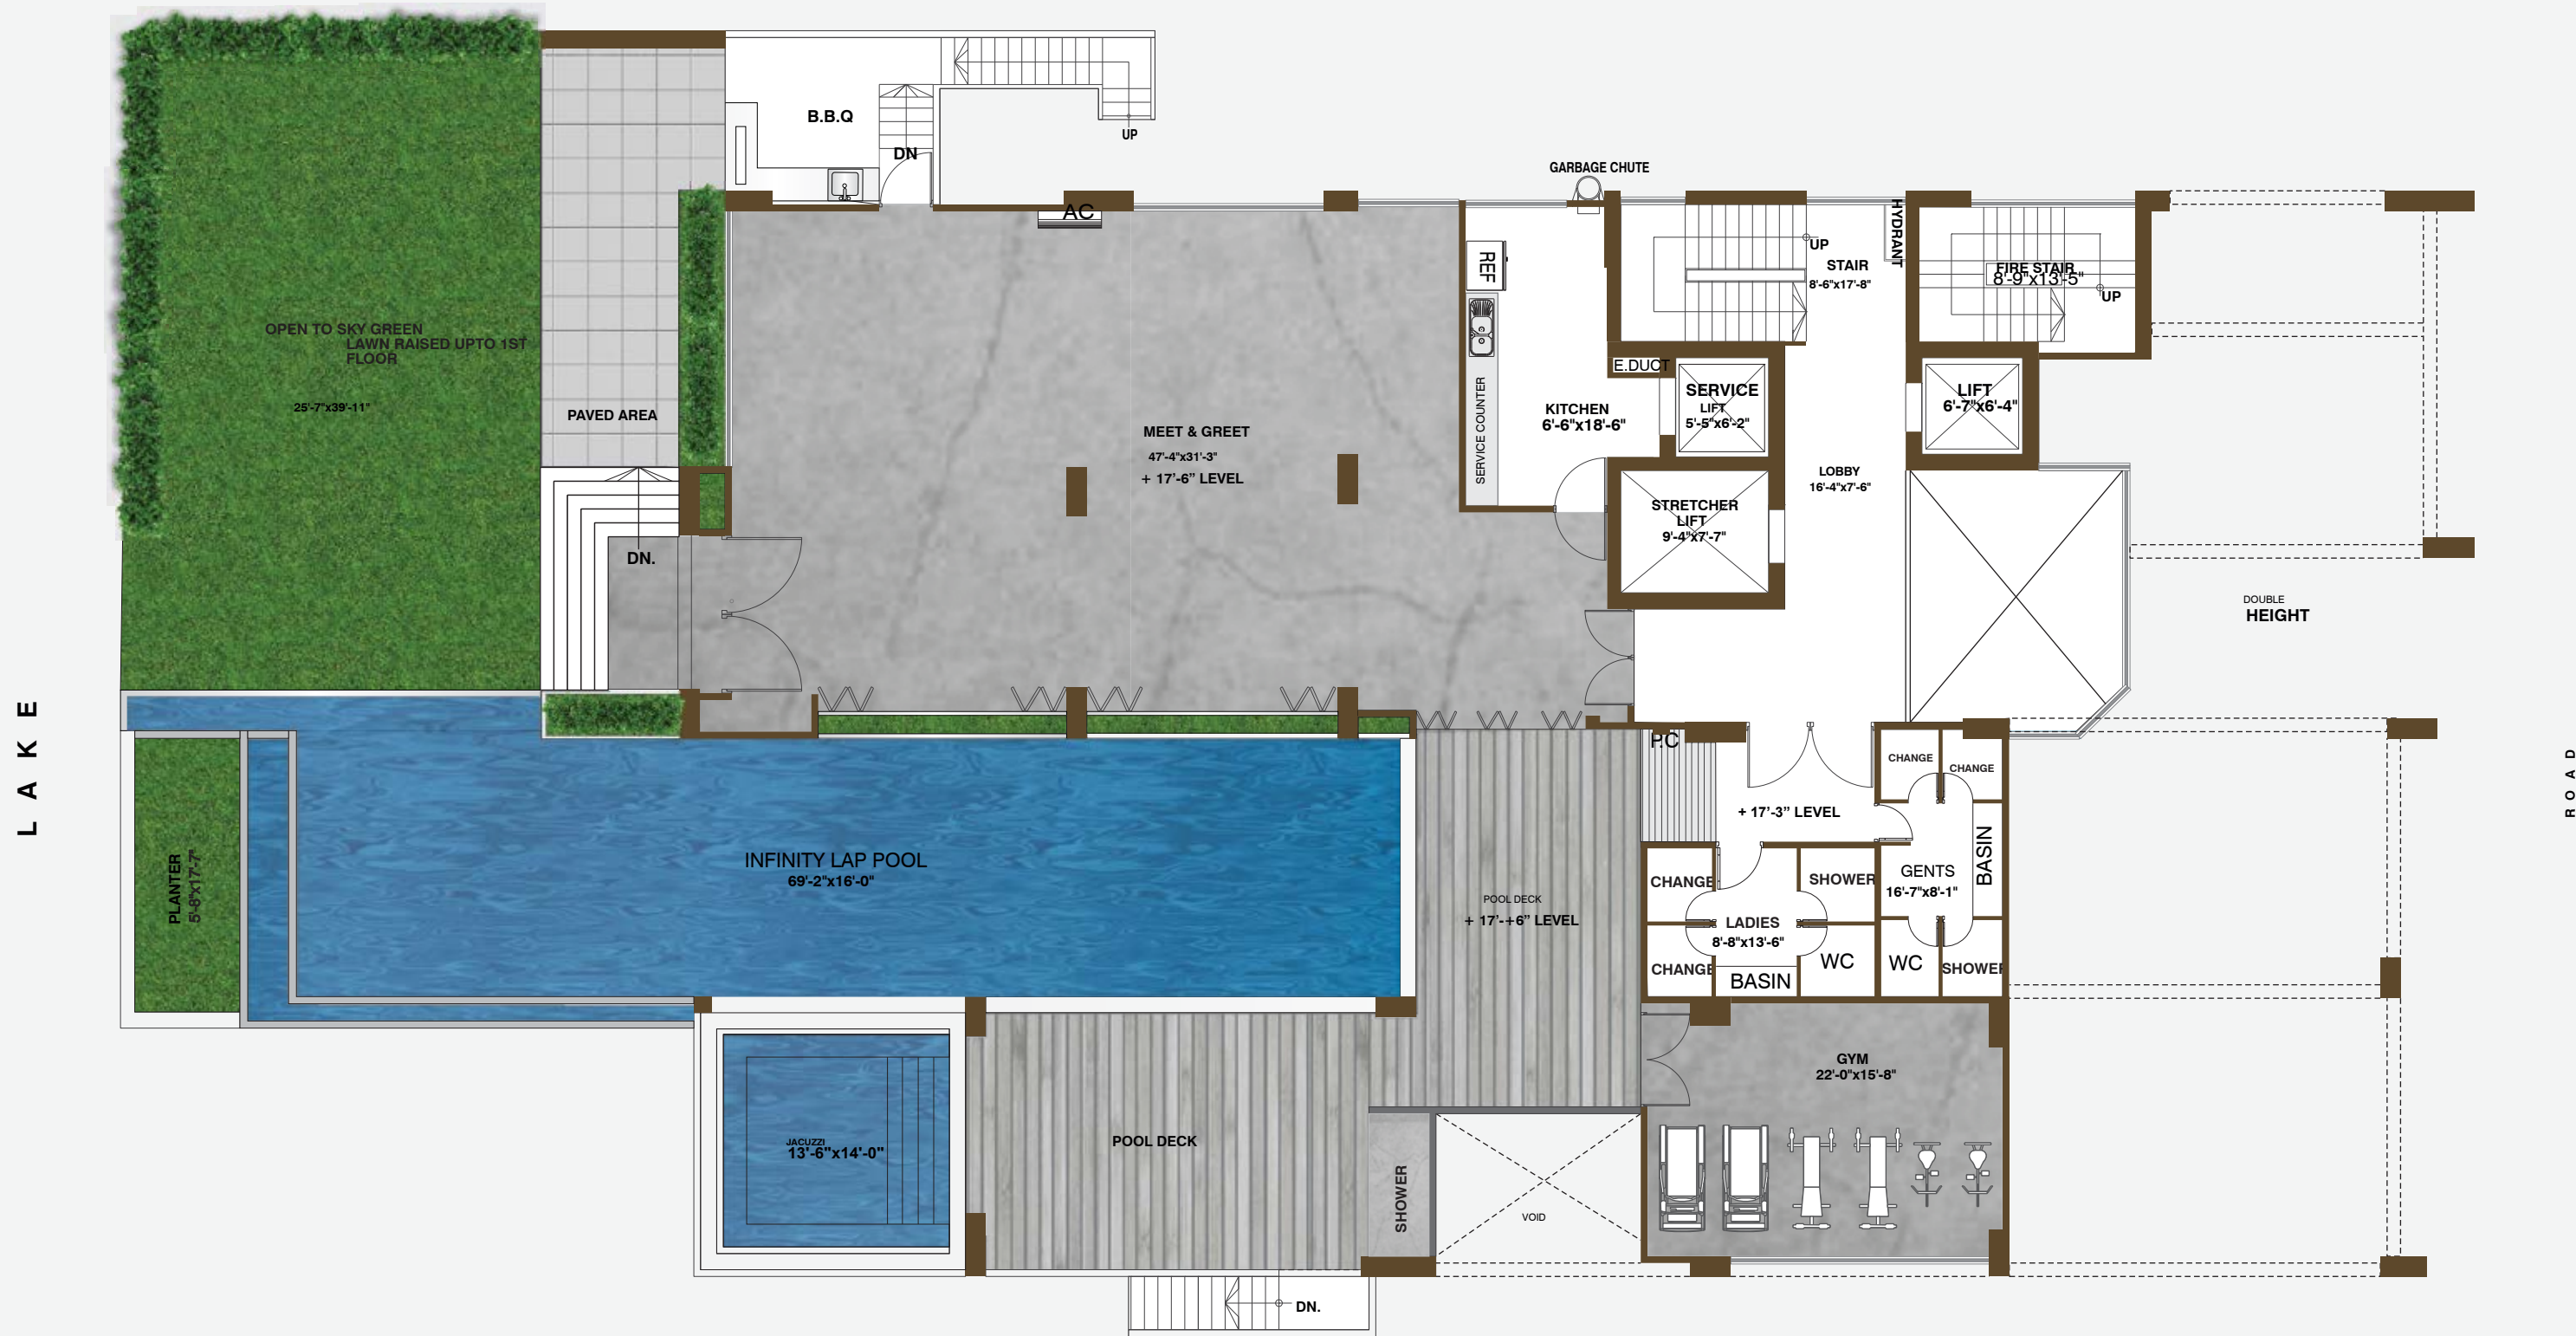 B.B.Q
DN
UP
GARBAGE CHUTE
AC
HYDRANT
REF
UP
STAIR
8'-6"x17'-8"
FIRE STAIR
8'-9"x13'-5"
UP
OPEN TO SKY GREEN
LAWN RAISED UPTO 1ST
FLOOR
25'-7"x39'-11"
PAVED AREA
E.DUCT
SERVICE
LIFT
5'-5"x6'-2"
LIFT
6'-7"x6'-4"
KITCHEN
6'-6"x18'-6"
SERVICE COUNTER
MEET & GREET
47'-4"x31'-3"
+ 17'-6” LEVEL
LOBBY
16'-4"x7'-6"
STRETCHER
LIFT
9'-4"x7'-7"
DN.
DOUBLE
HEIGHT
LAKE
ROAD
P.C
CHANGE
CHANGE
+ 17'-3” LEVEL
INFINITY LAP POOL
69'-2"x16'-0"
PLANTER
5'-8"x17'-7"
BASIN
GENTS
16'-7"x8'-1"
CHANGE
SHOWER
POOL DECK
+ 17'-+6” LEVEL
LADIES
8'-8"x13'-6"
CHANGE
BASIN
WC
WC
SHOWER
GYM
22'-0"x15'-8"
JACUZZI
13'-6"x14'-0"
POOL DECK
SHOWER
VOID
DN.